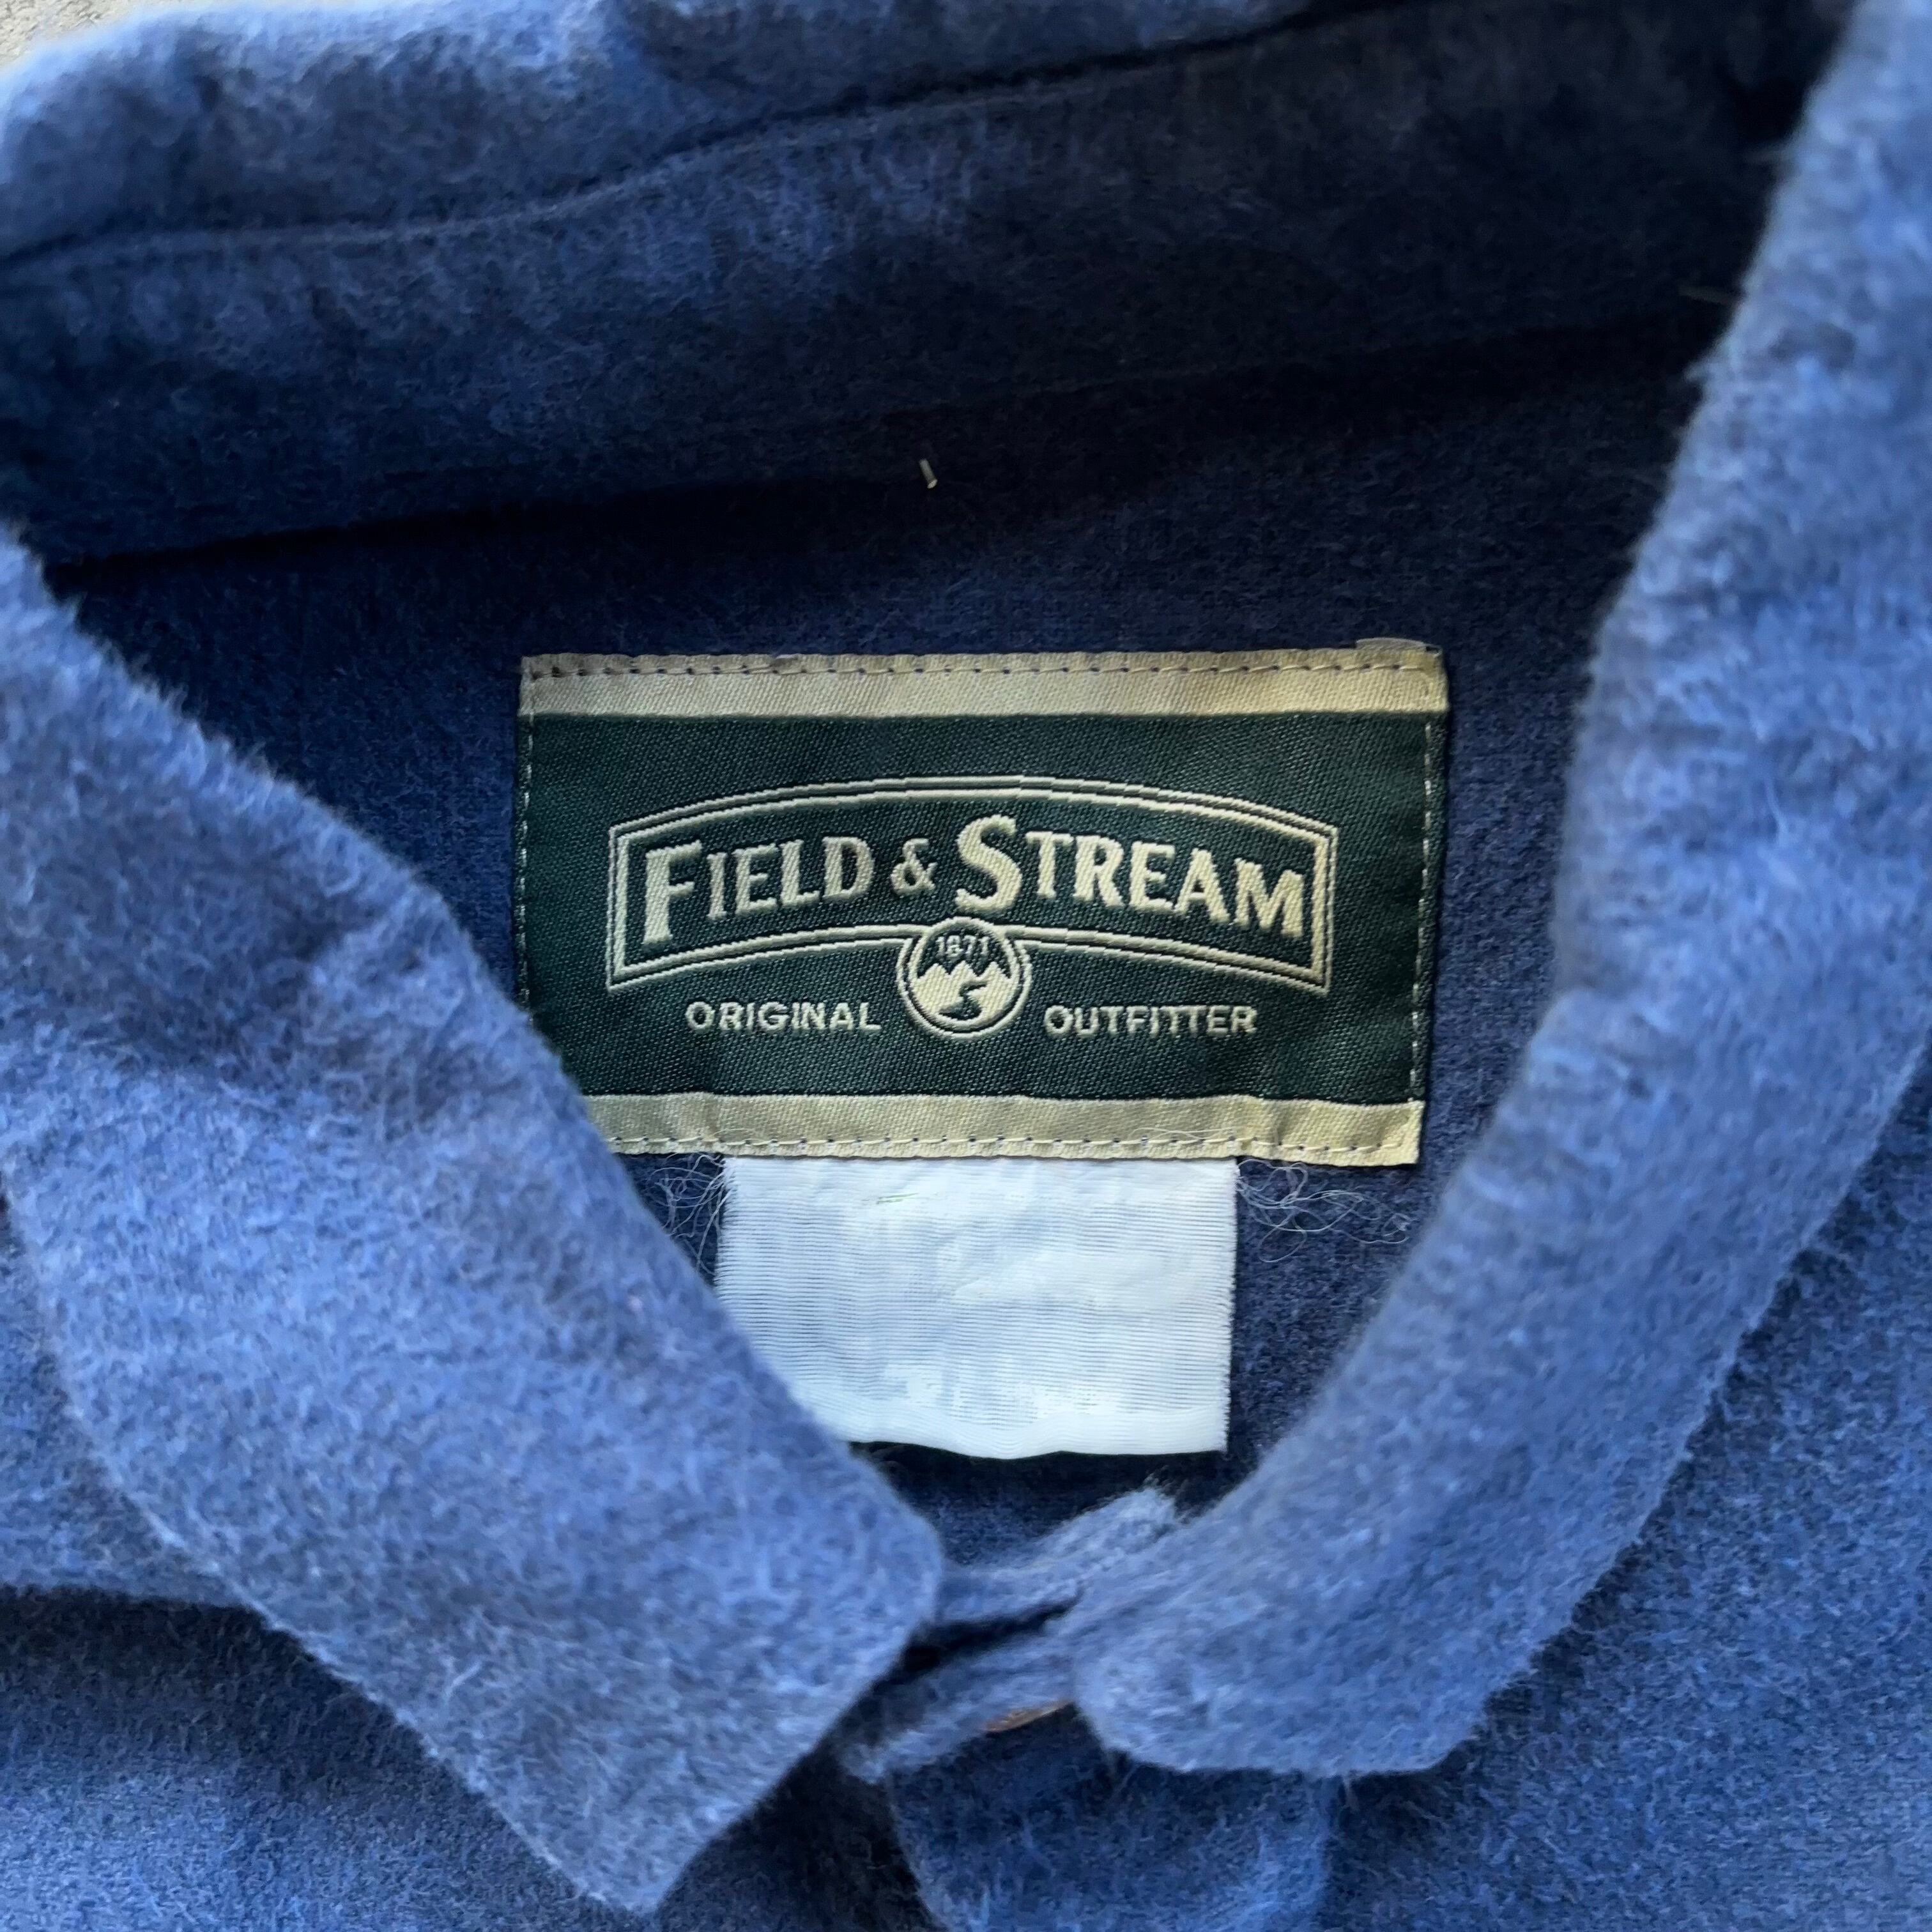 FIELD & STREAM
1871
ORIGINAL OUTFITTER